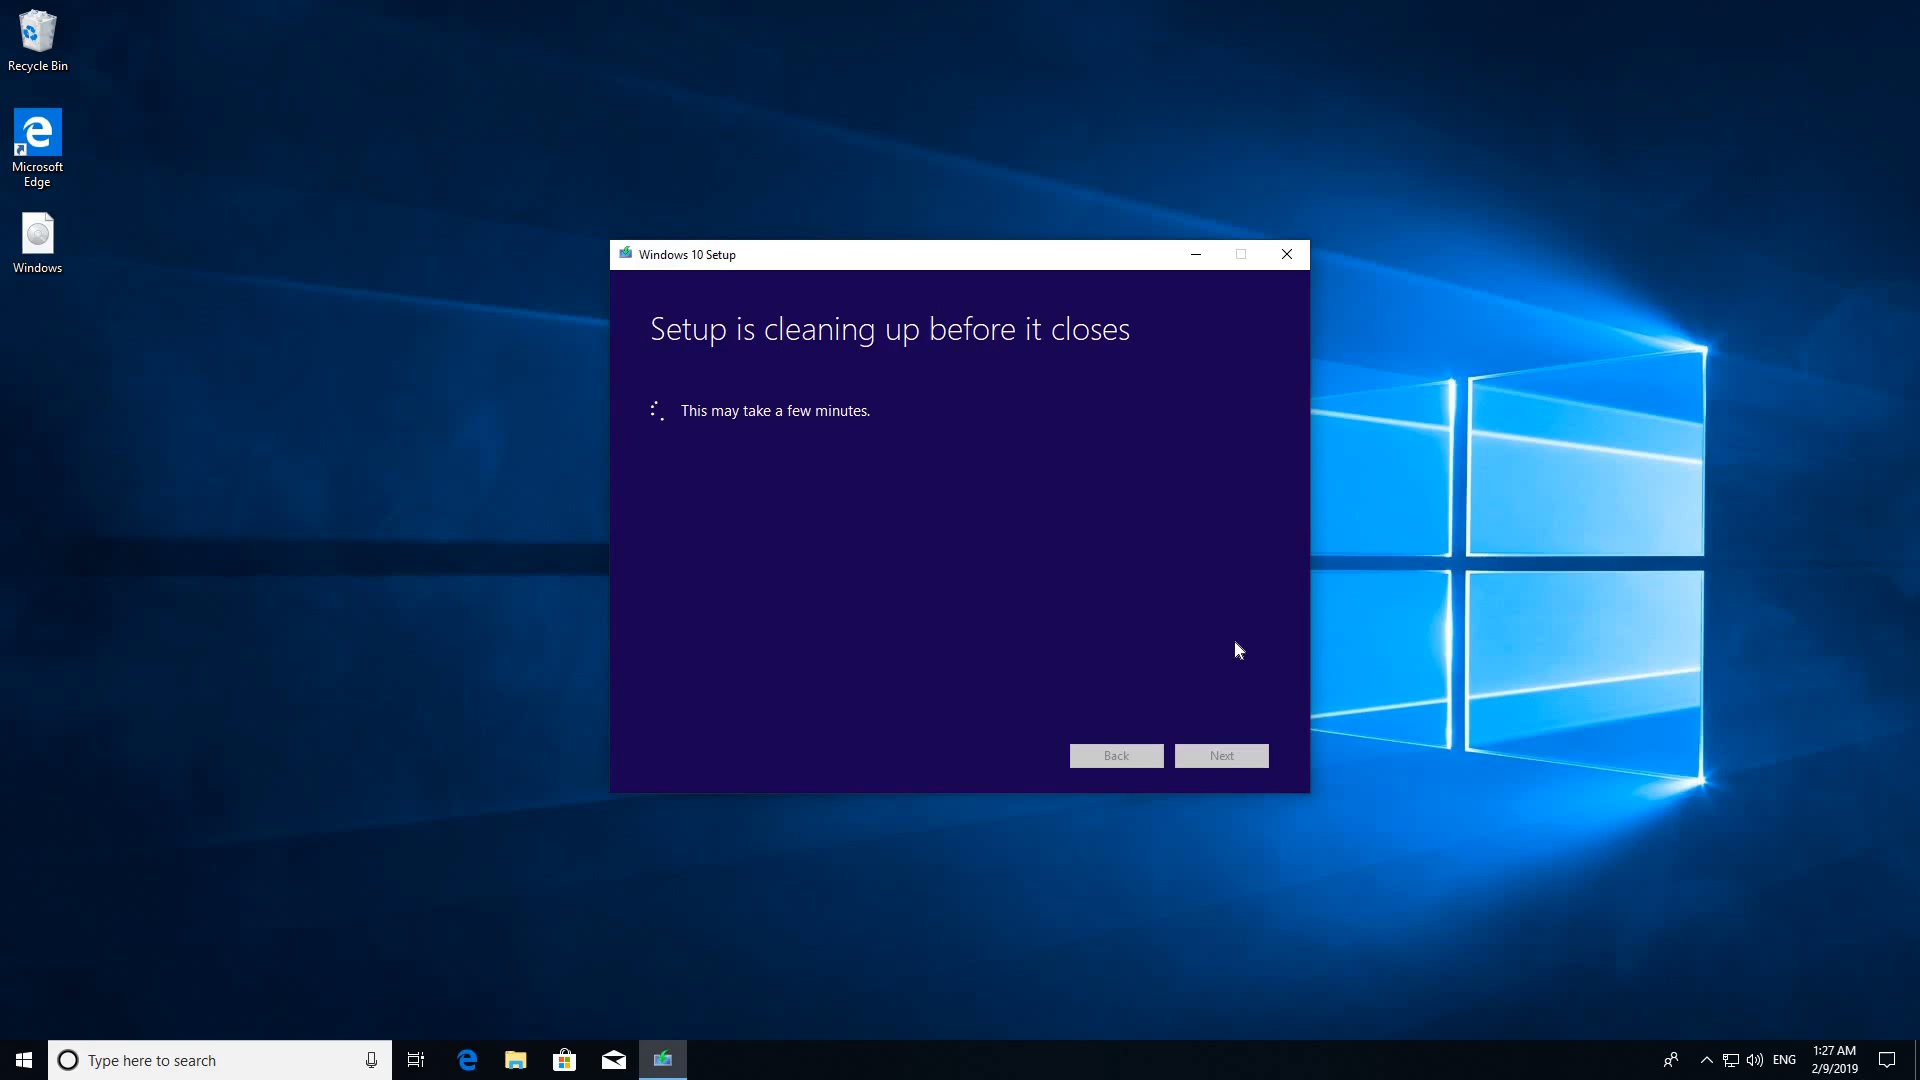 Recycle Bin
Microsoft
Edge
Windows
Windows 10 Setup
Setup is cleaning up before it closes
This may take a few minutes.
Back
Next
Type here to search
ENG
1:27 AM
2/9/2019